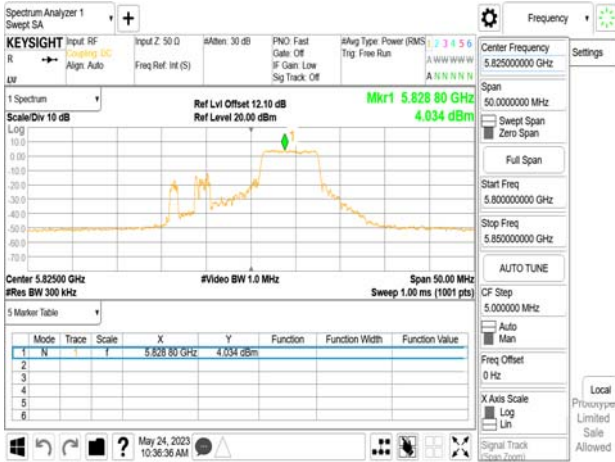 Spectrum Analyzer 1
Swept SA
+
Frequency
KEYSIGHT
R
Input: RF
Coupling: DC
Align: Auto
Input Z: 50 Ω
Freq Ref: Int (S)
#Atten: 30 dB
PNO: Fast
Gate: Off
IF Gain: Low
Sig Track: Off
#Avg Type: Power (RMS
Trig: Free Run
1 2 3 4 5 6
A W W W W W
A N N N N N
1 Spectrum
Scale/Div 10 dB
Ref Lvl Offset 12.10 dB
Ref Level 20.00 dBm
Mkr1 5.828 80 GHz
4.034 dBm
Log
10.0
0.00
-10.0
-20.0
-30.0
-40.0
-50.0
-60.0
-70.0
1
Center 5.82500 GHz
#Res BW 300 kHz
#Video BW 1.0 MHz
Span 50.00 MHz
Sweep 1.00 ms (1001 pts)
5 Marker Table
Mode Trace Scale X Y Function Function Width Function Value
1 N 1 f 5.828 80 GHz 4.034 dBm
2
3
4
5
6
May 24, 2023
10:36:36 AM
Center Frequency
5.825000000 GHz
Span
50.0000000 MHz
Swept Span
Zero Span
Full Span
Start Freq
5.800000000 GHz
Stop Freq
5.850000000 GHz
AUTO TUNE
CF Step
5.000000 MHz
Auto
Man
Freq Offset
0 Hz
X Axis Scale
Log
Lin
Signal Track
(Span Zoom)
Settings
Local
Prototype
Limited
Sale
Allowed